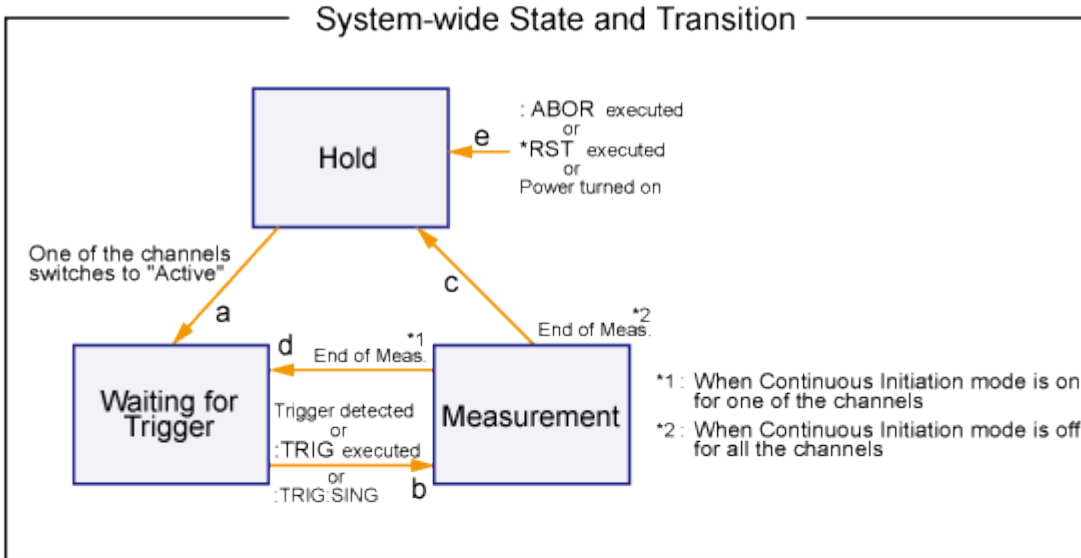 System-wide State and Transition
Hold
e
: ABOR executed
or
*RST executed
or
Power turned on
One of the channels
switches to "Active"
a
c
d
*1
End of Meas.
*2
End of Meas.
Waiting for
Trigger
Trigger detected
or
:TRIG executed
or
:TRIG:SING
b
Measurement
*1 : When Continuous Initiation mode is on
for one of the channels
*2 : When Continuous Initiation mode is off
for all the channels